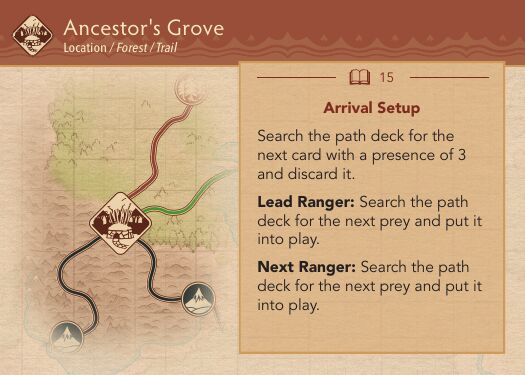 Ancestor's Grove
Location / Forest / Trail
15
Arrival Setup
Search the path deck for the
next card with a presence of 3
and discard it.
Lead Ranger: Search the path
deck for the next prey and put it
into play.
Next Ranger: Search the path
deck for the next prey and put it
into play.